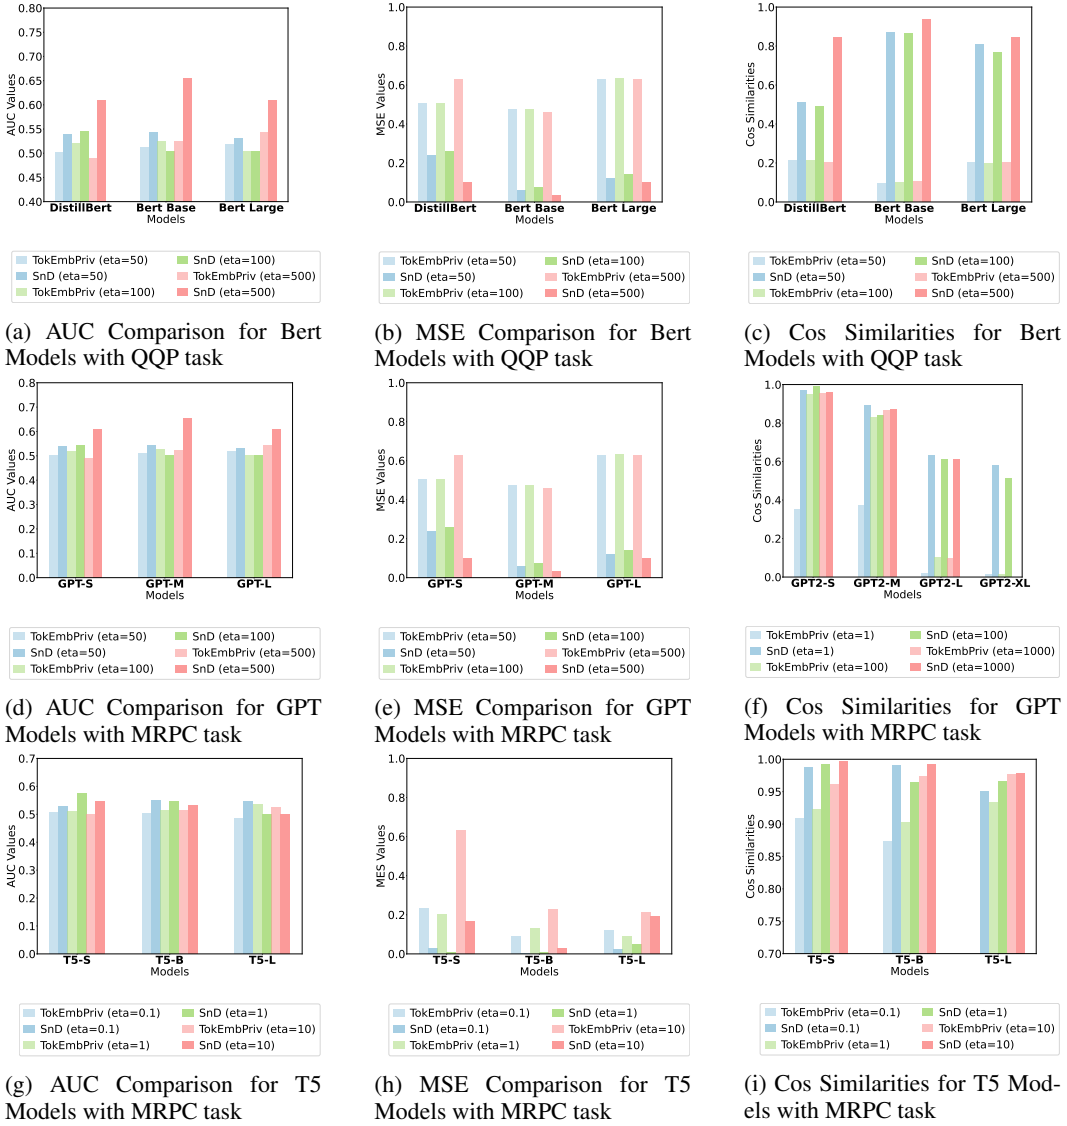 0.80
0.75
0.70
0.65
0.60
0.55
0.50
0.45
0.40
AUC Values
DistillBert Bert Base Bert Large
Models
TokEmbPriv (eta=50) SnD (eta=100)
SnD (eta=50) TokEmbPriv (eta=500)
TokEmbPriv (eta=100) SnD (eta=500)
(a) AUC Comparison for Bert
Models with QQP task
1.0
0.8
0.6
0.4
0.2
0.0
MSE Values
DistillBert Bert Base Bert Large
Models
TokEmbPriv (eta=50) SnD (eta=100)
SnD (eta=50) TokEmbPriv (eta=500)
TokEmbPriv (eta=100) SnD (eta=500)
(b) MSE Comparison for Bert
Models with QQP task
1.0
0.8
0.6
0.4
0.2
0.0
Cos Similarities
DistillBert Bert Base Bert Large
Models
TokEmbPriv (eta=50) SnD (eta=100)
SnD (eta=50) TokEmbPriv (eta=500)
TokEmbPriv (eta=100) SnD (eta=500)
(c) Cos Similarities for Bert
Models with QQP task
0.8
0.7
0.6
0.5
0.4
0.3
0.2
0.1
0.0
AUC Values
GPT-S GPT-M GPT-L
Models
TokEmbPriv (eta=50) SnD (eta=100)
SnD (eta=50) TokEmbPriv (eta=500)
TokEmbPriv (eta=100) SnD (eta=500)
(d) AUC Comparison for GPT
Models with MRPC task
1.0
0.8
0.6
0.4
0.2
0.0
MSE Values
GPT-S GPT-M GPT-L
Models
TokEmbPriv (eta=50) SnD (eta=100)
SnD (eta=50) TokEmbPriv (eta=500)
TokEmbPriv (eta=100) SnD (eta=500)
(e) MSE Comparison for GPT
Models with MRPC task
1.0
0.8
0.6
0.4
0.2
0.0
Cos Similarities
GPT2-S GPT2-M GPT2-L GPT2-XL
Models
TokEmbPriv (eta=1) SnD (eta=100)
SnD (eta=1) TokEmbPriv (eta=1000)
TokEmbPriv (eta=100) SnD (eta=1000)
(f) Cos Similarities for GPT
Models with MRPC task
0.7
0.6
0.5
0.4
0.3
0.2
0.1
0.0
AUC Values
T5-S T5-B T5-L
Models
TokEmbPriv (eta=0.1) SnD (eta=1)
SnD (eta=0.1) TokEmbPriv (eta=10)
TokEmbPriv (eta=1) SnD (eta=10)
(g) AUC Comparison for T5
Models with MRPC task
1.0
0.8
0.6
0.4
0.2
0.0
MES Values
T5-S T5-B T5-L
Models
TokEmbPriv (eta=0.1) SnD (eta=1)
SnD (eta=0.1) TokEmbPriv (eta=10)
TokEmbPriv (eta=1) SnD (eta=10)
(h) MSE Comparison for T5
Models with MRPC task
1.00
0.95
0.90
0.85
0.80
0.75
0.70
Cos Similarities
T5-S T5-B T5-L
Models
TokEmbPriv (eta=0.1) SnD (eta=1)
SnD (eta=0.1) TokEmbPriv (eta=10)
TokEmbPriv (eta=1) SnD (eta=10)
(i) Cos Similarities for T5 Mod-
els with MRPC task